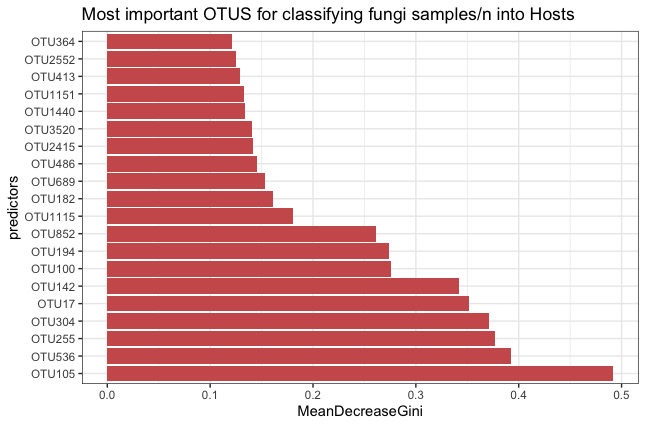 Most important OTUS for classifying fungi samples/n into Hosts
predictors
OTU364
OTU2552
OTU413
OTU1151
OTU1440
OTU3520
OTU2415
OTU486
OTU689
OTU182
OTU1115
OTU852
OTU194
OTU100
OTU142
OTU17
OTU304
OTU255
OTU536
OTU105
0.0 0.1 0.2 0.3 0.4 0.5
MeanDecreaseGini